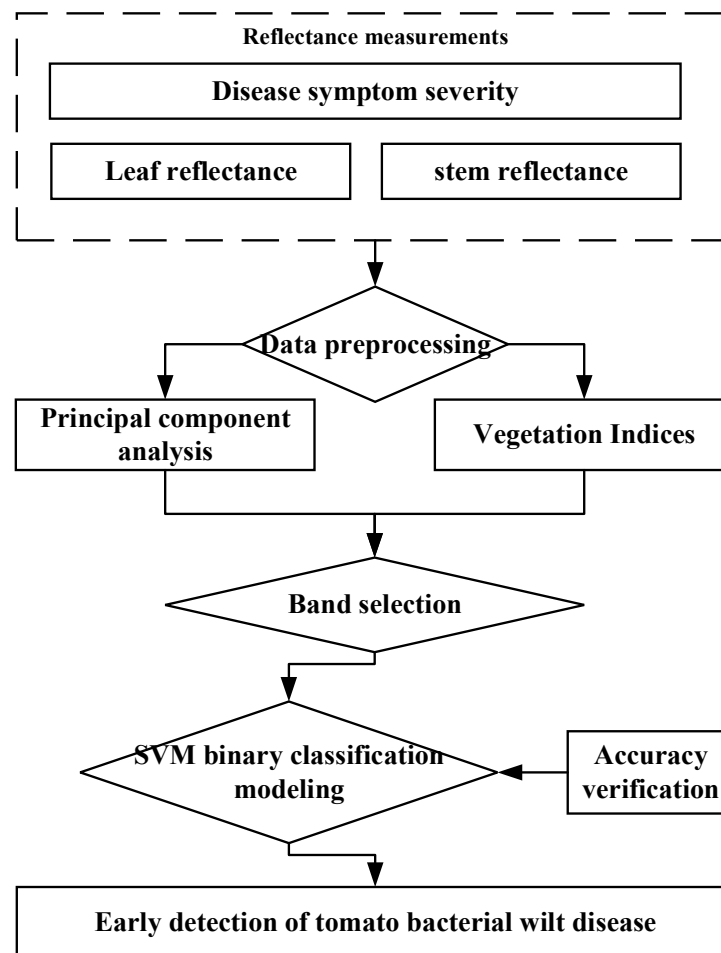 Reflectance measurements
Disease symptom severity
Leaf reflectance
stem reflectance
Data preprocessing
Principal component
analysis
Vegetation Indices
Band selection
SVM binary classification
modeling
Accuracy
verification
Early detection of tomato bacterial wilt disease